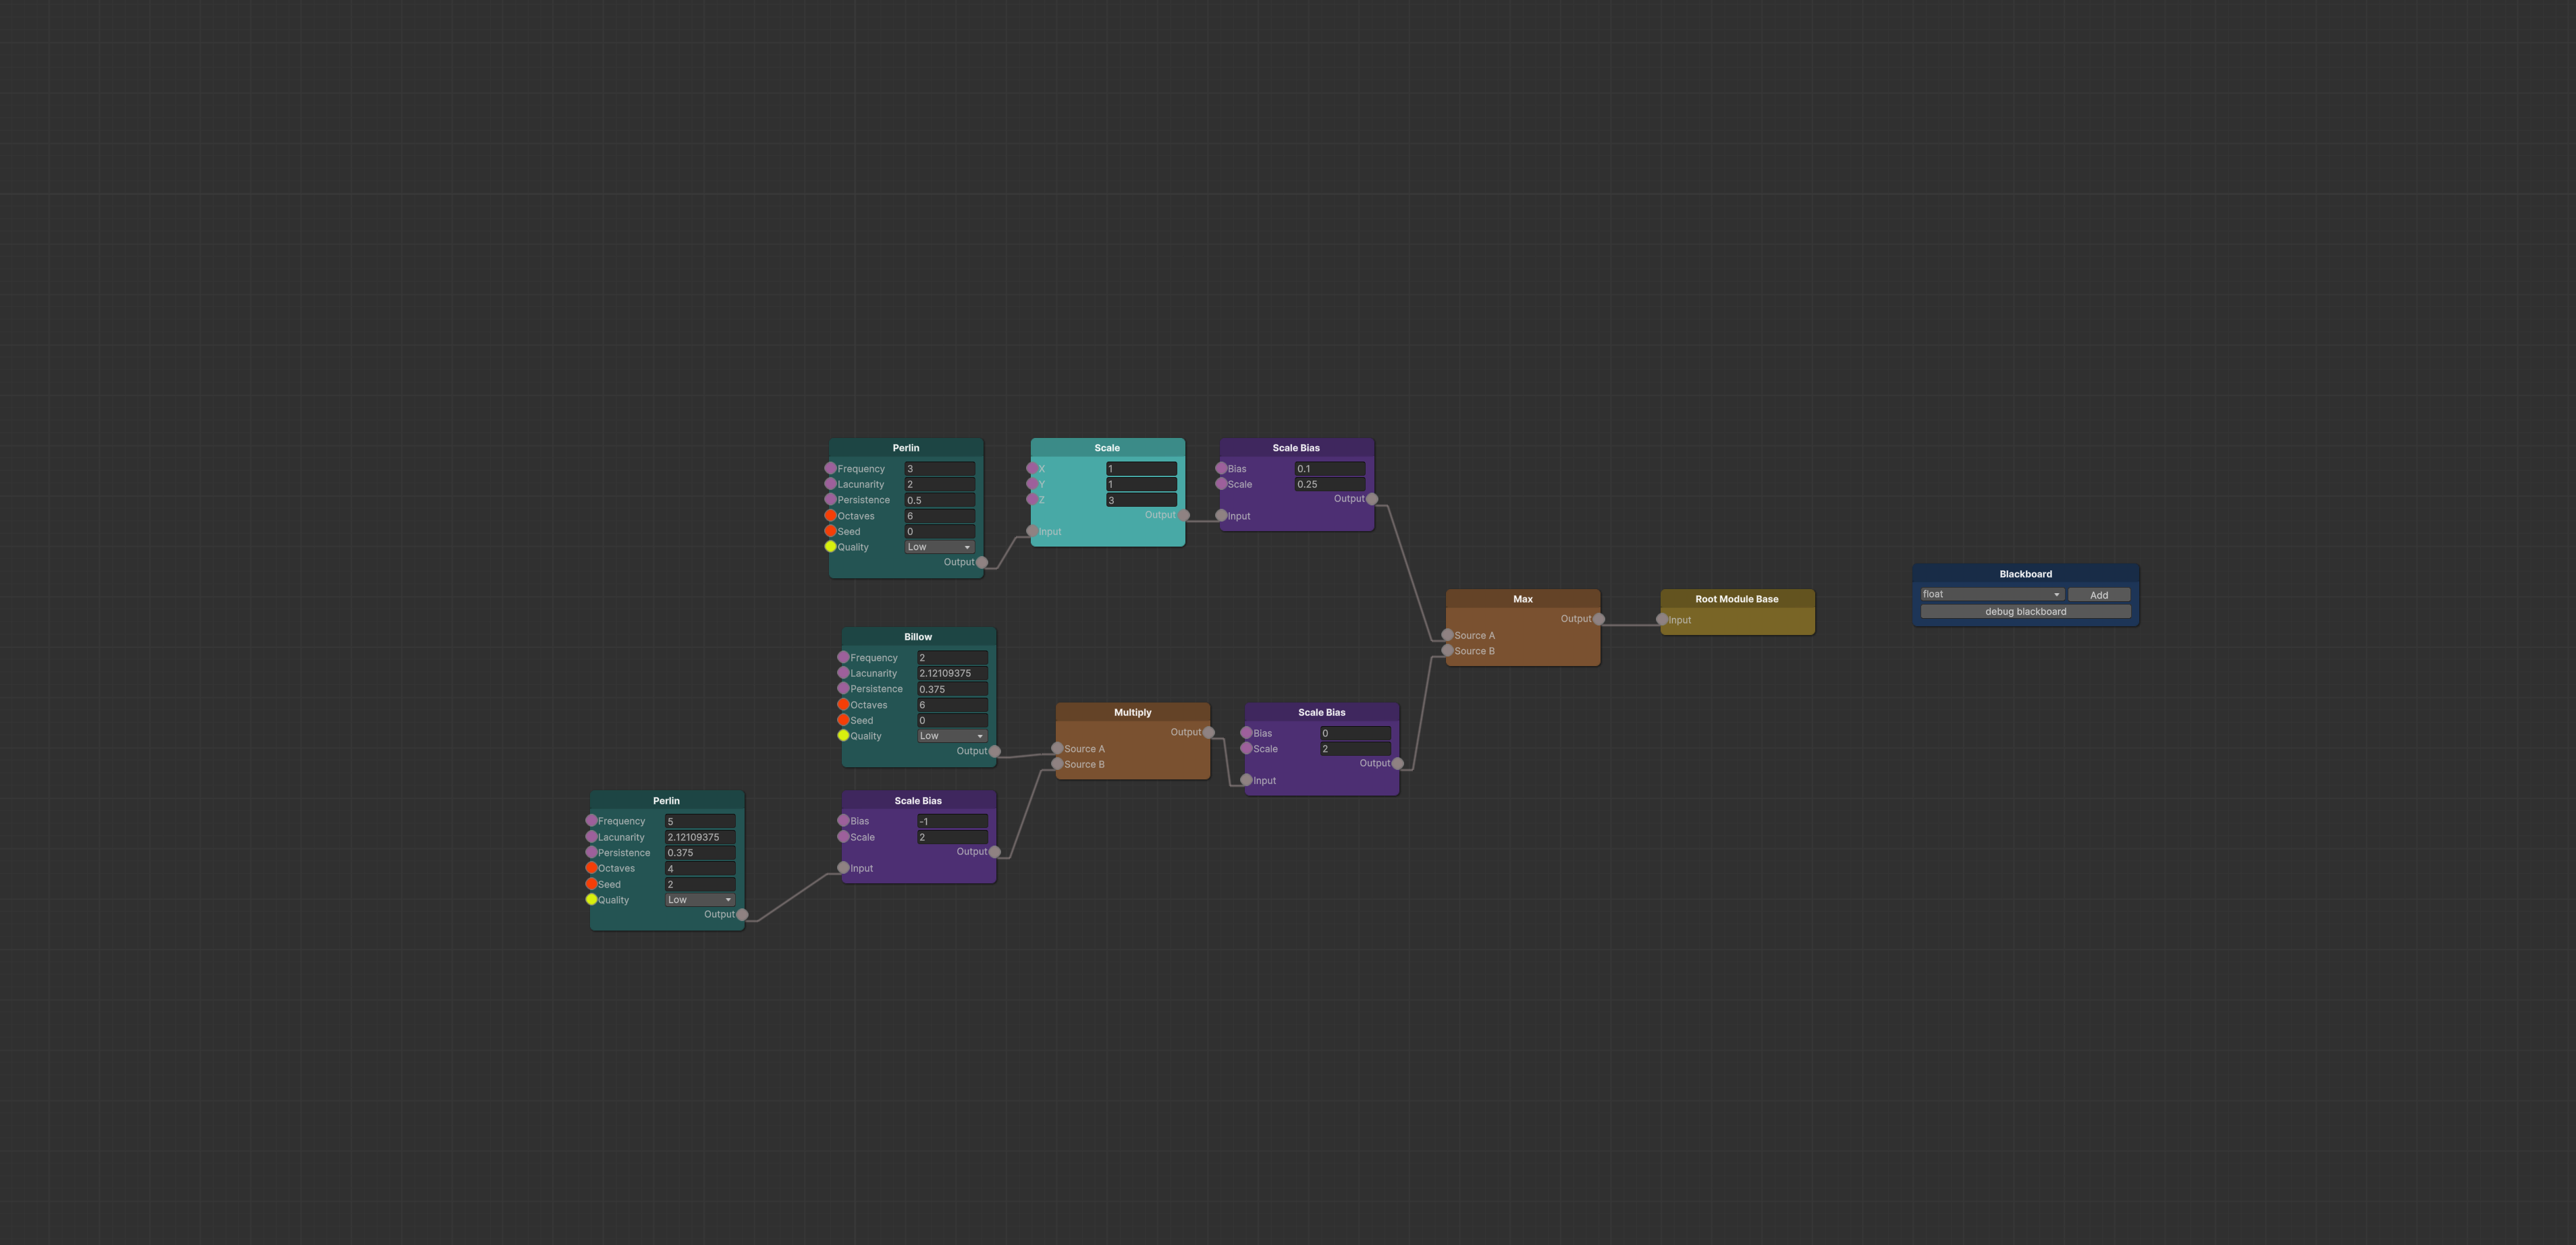 Perlin
Frequency 3
Lacunarity 2
Persistence 0.5
Octaves 6
Seed 0
Quality Low
Output
Scale
X 1
Y 1
Z 3
Output
Input
Scale Bias
Bias 0.1
Scale 0.25
Output
Input
Max
Output
Source A
Source B
Root Module Base
Input
Blackboard
float Add
debug blackboard
Billow
Frequency 2
Lacunarity 2.12109375
Persistence 0.375
Octaves 6
Seed 0
Quality Low
Output
Multiply
Output
Source A
Source B
Scale Bias
Bias 0
Scale 2
Output
Input
Perlin
Frequency 5
Lacunarity 2.12109375
Persistence 0.375
Octaves 4
Seed 2
Quality Low
Output
Scale Bias
Bias -1
Scale 2
Output
Input